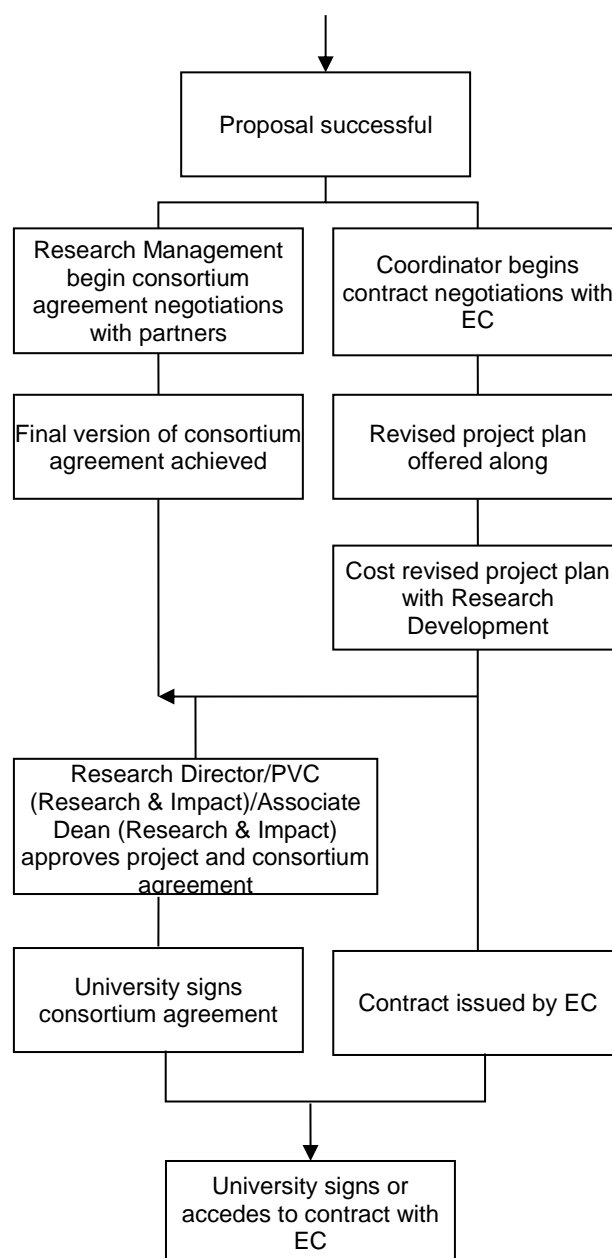 Proposal successful
Research Management
begin consortium
agreement negotiations
with partners
Coordinator begins
contract negotiations with
EC
Final version of consortium
agreement achieved
Revised project plan
offered along
Cost revised project plan
with Research
Development
Research Director/PVC
(Research & Impact)/Associate
Dean (Research & Impact)
approves project and consortium
agreement
University signs
consortium agreement
Contract issued by EC
University signs or
accedes to contract with
EC